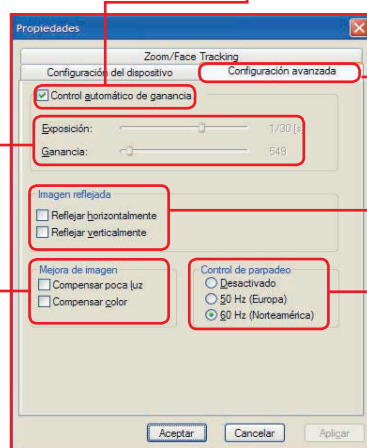 Propiedades
Zoom/Face Tracking
Configuración del dispositivo
Configuración avanzada
Control automático de ganancia
Exposición:
1/30 [s
Ganancia:
549
Imagen reflejada
Reflejar horizontalmente
Reflejar verticalmente
Mejora de imagen
Compensar poca luz
Compensar color
Control de parpadeo
Desactivado
50 Hz (Europa)
60 Hz (Norteamérica)
Aceptar
Cancelar
Aplicar